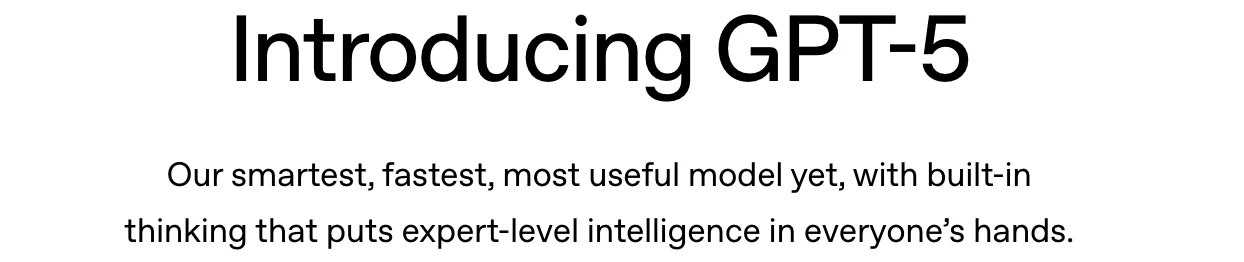 Introducing GPT-5
Our smartest, fastest, most useful model yet, with built-in
thinking that puts expert-level intelligence in everyone’s hands.